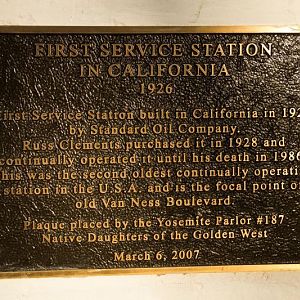 FIRST SERVICE STATION
IN CALIFORNIA
1926
First Service Station built in California in 192
by Standard Oil Company.
Russ Clements purchased it in 1928 and
continually operated it until his death in 1986.
This was the second oldest continually operati
station in the U.S.A. and is the focal point of
old Van Ness Boulevard.
Plaque placed by the Yosemite Parlor #187
Native Daughters of the Golden West
March 6, 2007